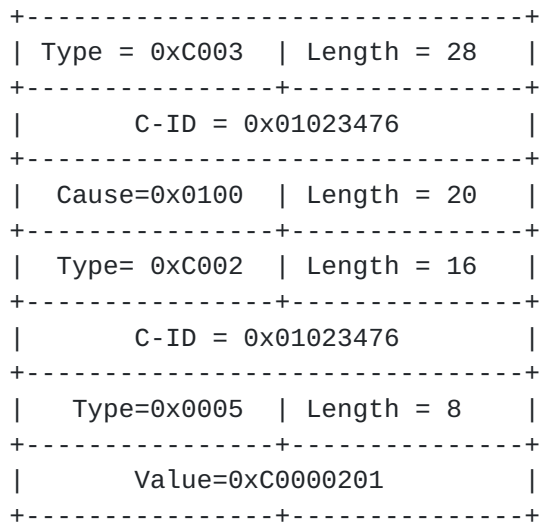 +--------------------------------+
| Type = 0xC003 | Length = 28 |
+----------------+---------------+
| C-ID = 0x01023476 |
+--------------------------------+
| Cause=0x0100 | Length = 20 |
+----------------+---------------+
| Type= 0xC002 | Length = 16 |
+----------------+---------------+
| C-ID = 0x01023476 |
+--------------------------------+
| Type=0x0005 | Length = 8 |
+----------------+---------------+
| Value=0xC0000201 |
+----------------+---------------+